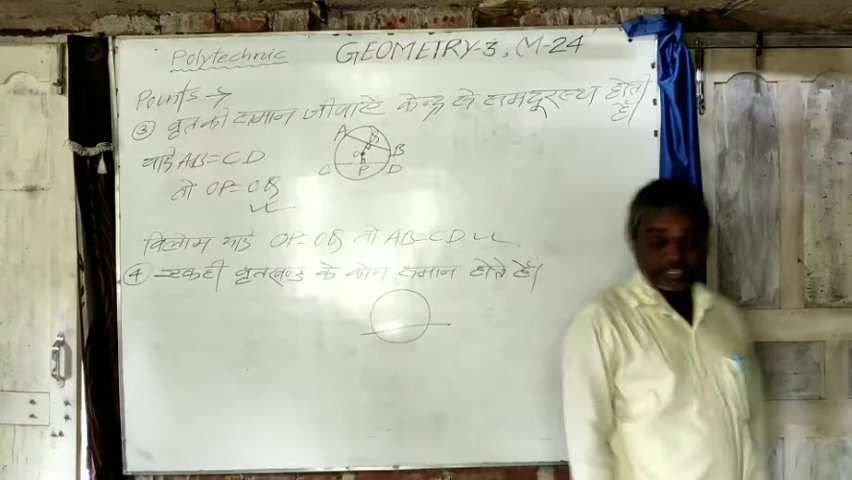 Polytechnic GEOMETRY-3, M-24
Points →
③ वृत की समान जीवाएँ केन्द्र से समदूरस्थ होती हैं।
यदि AB=CD
तो OP=OQ
A Q B O C P D
विलोम यदि OP=OQ तो AB=CD
④ एकही वृतखण्ड के कोण समान होते हैं।